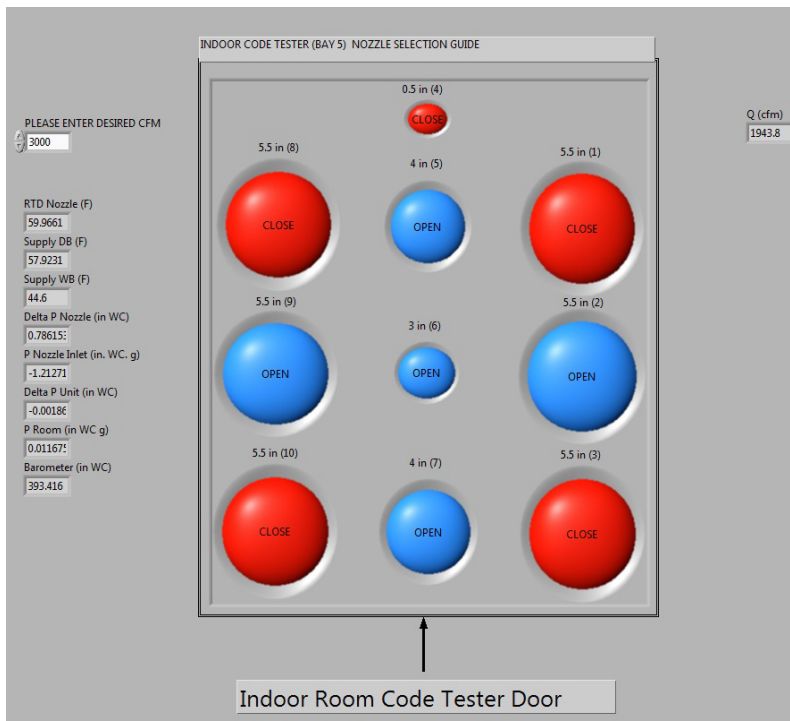 INDOOR CODE TESTER (BAY 5) NOZZLE SELECTION GUIDE
PLEASE ENTER DESIRED CFM
3000
RTD Nozzle (F)
59.9661
Supply DB (F)
57.9231
Supply WB (F)
44.6
Delta P Nozzle (in WC)
0.78615
P Nozzle Inlet (in. WC. g)
-1.21271
Delta P Unit (in WC)
-0.00186
P Room (in WC g)
0.01167
Barometer (in WC)
393.416
0.5 in (4)
CLOSE
5.5 in (8)
CLOSE
4 in (5)
OPEN
5.5 in (1)
CLOSE
5.5 in (9)
OPEN
3 in (6)
OPEN
5.5 in (2)
OPEN
5.5 in (10)
CLOSE
4 in (7)
OPEN
5.5 in (3)
CLOSE
Q (cfm)
1943.8
Indoor Room Code Tester Door